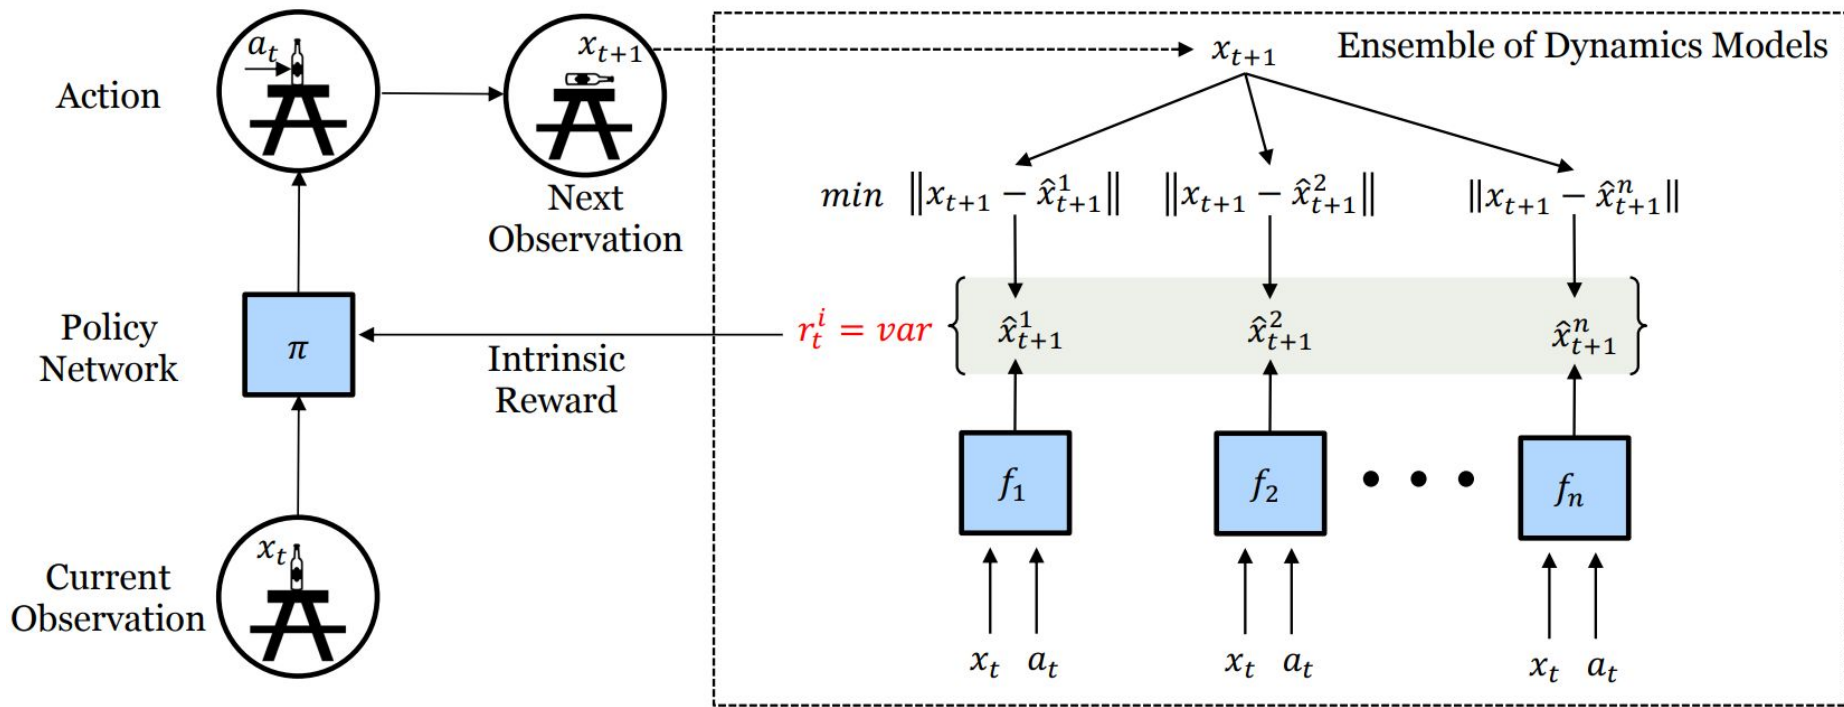 a_t
x_{t+1}
x_{t+1}
Ensemble of Dynamics Models
Action
Next
Observation
min ‖x_{t+1} − x̂^1_{t+1}‖ ‖x_{t+1} − x̂^2_{t+1}‖ ‖x_{t+1} − x̂^n_{t+1}‖
Policy
Network
π
Intrinsic
Reward
r^i_t = var { x̂^1_{t+1} x̂^2_{t+1} x̂^n_{t+1} }
f_1 f_2 • • • f_n
Current
Observation
x_t
x_t a_t x_t a_t x_t a_t